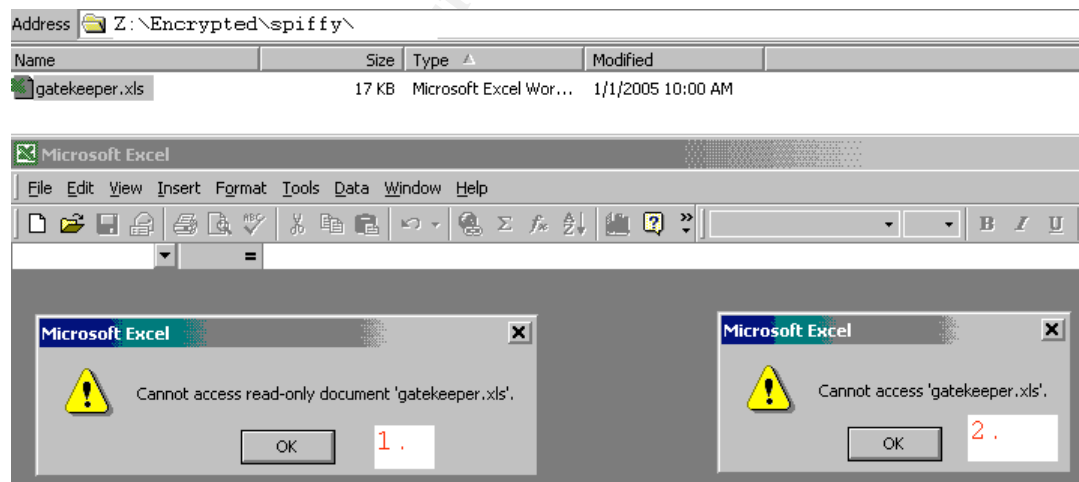 Address Z:\Encrypted\spiffy\
Name Size Type Modified
gatekeeper.xls 17 KB Microsoft Excel Wor... 1/1/2005 10:00 AM
Microsoft Excel
File Edit View Insert Format Tools Data Window Help
B I U
=
Microsoft Excel
Cannot access read-only document 'gatekeeper.xls'.
OK
1.
Microsoft Excel
Cannot access 'gatekeeper.xls'.
OK
2.